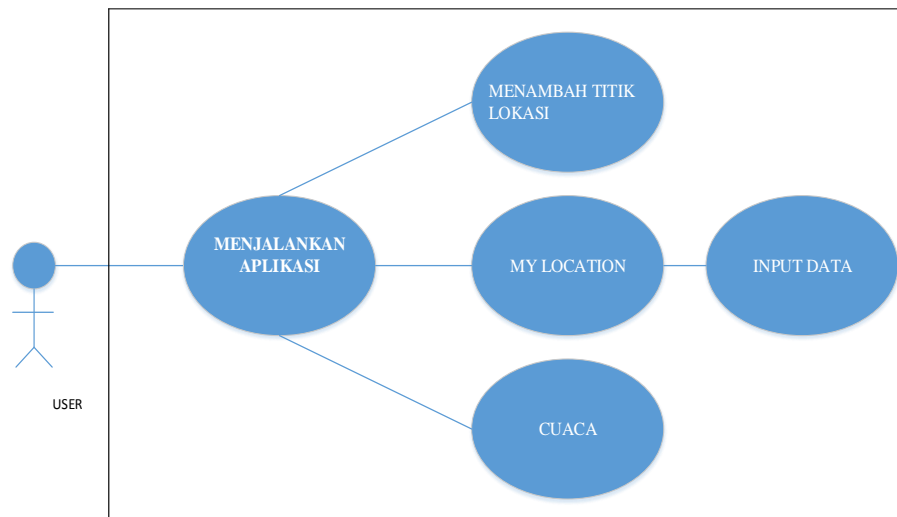 MENAMBAH TITIK
LOKASI
MENJALANKAN
APLIKASI
MY LOCATION
INPUT DATA
USER
CUACA